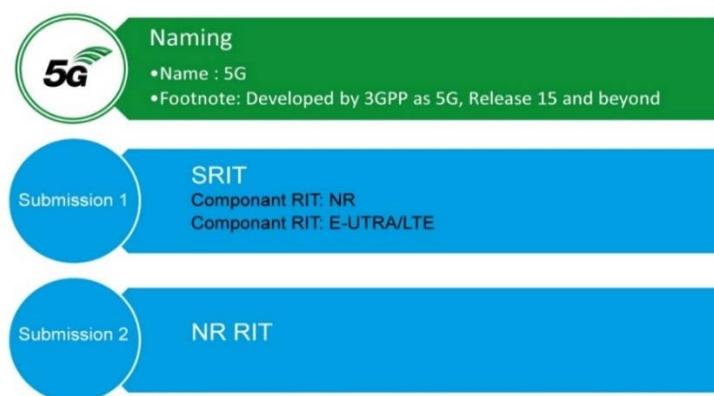 5G
Naming
•Name : 5G
•Footnote: Developed by 3GPP as 5G, Release 15 and beyond
Submission 1
SRIT
Componant RIT: NR
Componant RIT: E-UTRA/LTE
Submission 2
NR RIT